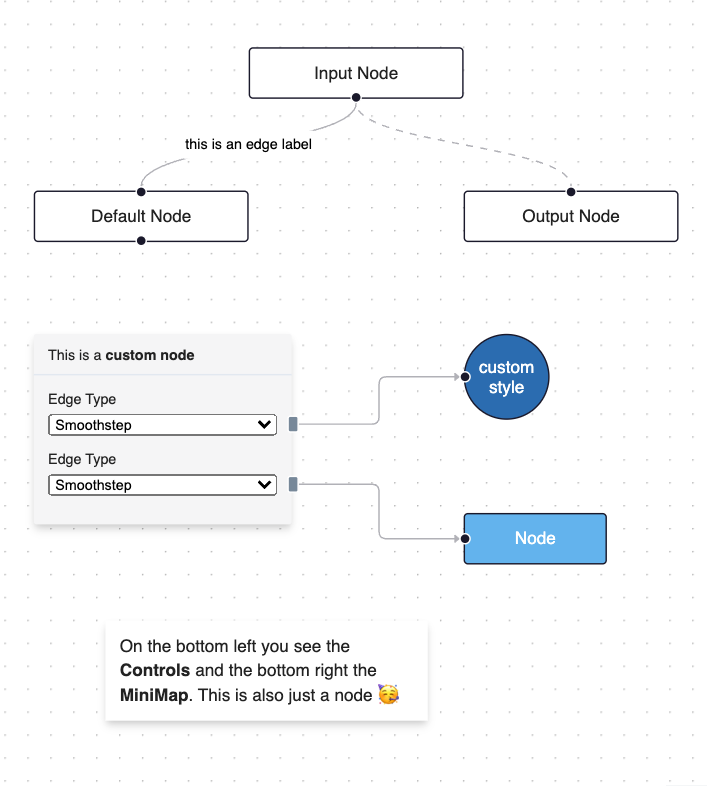 Input Node
this is an edge label
Default Node
Output Node
This is a custom node
Edge Type
Smoothstep
Edge Type
Smoothstep
custom
style
Node
On the bottom left you see the
Controls and the bottom right the
MiniMap. This is also just a node 🥳